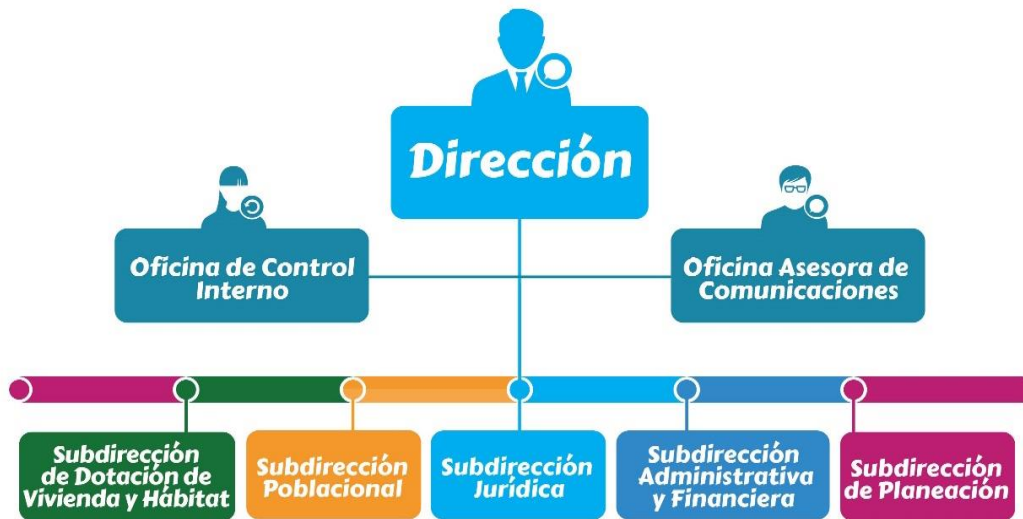 Dirección
Oficina de Control
Interno
Oficina Asesora de
Comunicaciones
Subdirección
de Dotación de
Vivienda y Hábitat
Subdirección
Poblacional
Subdirección
Jurídica
Subdirección
Administrativa
y Financiera
Subdirección
de Planeación